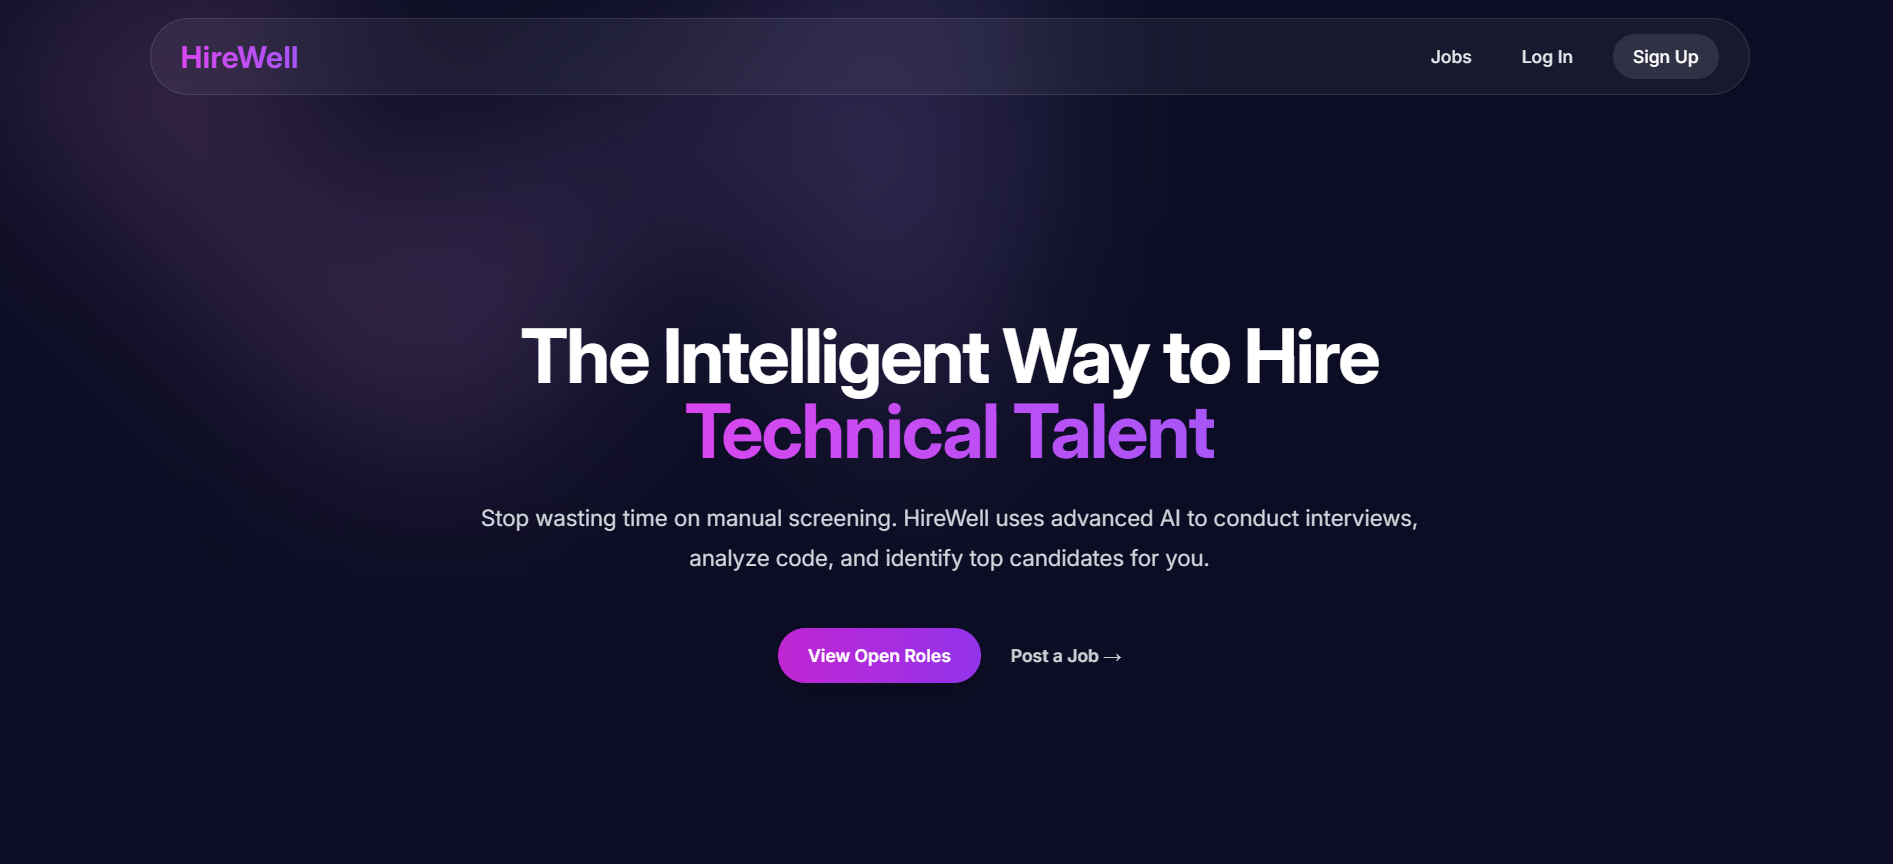 HireWell
Jobs
Log In
Sign Up
The Intelligent Way to Hire
Technical Talent
Stop wasting time on manual screening. HireWell uses advanced AI to conduct interviews,
analyze code, and identify top candidates for you.
View Open Roles
Post a Job →